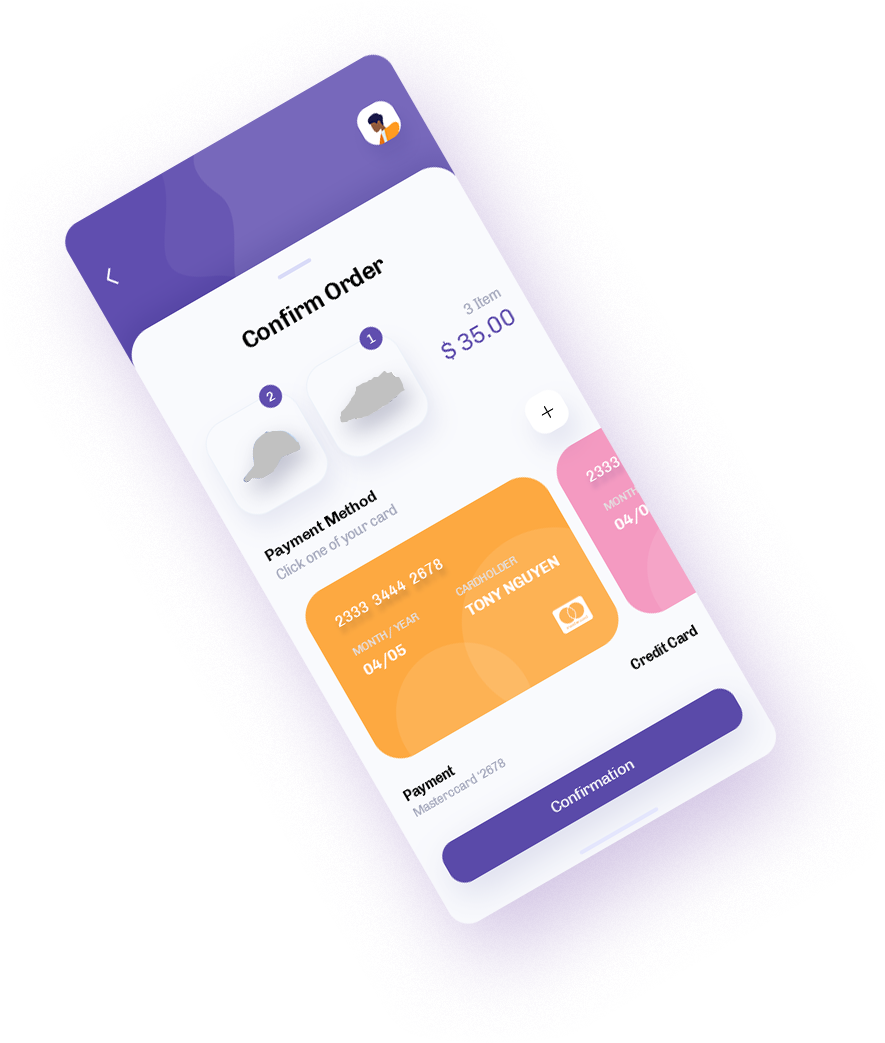 Confirm Order
3 Item
$ 35.00
2
1
Payment Method
Click one of your card
2333 3444 2678
CARDHOLDER
TONY NGUYEN
MONTH / YEAR
04/05
2333
MONTH
04/0
Payment
Masterccard '2678
Credit Card
Confirmation